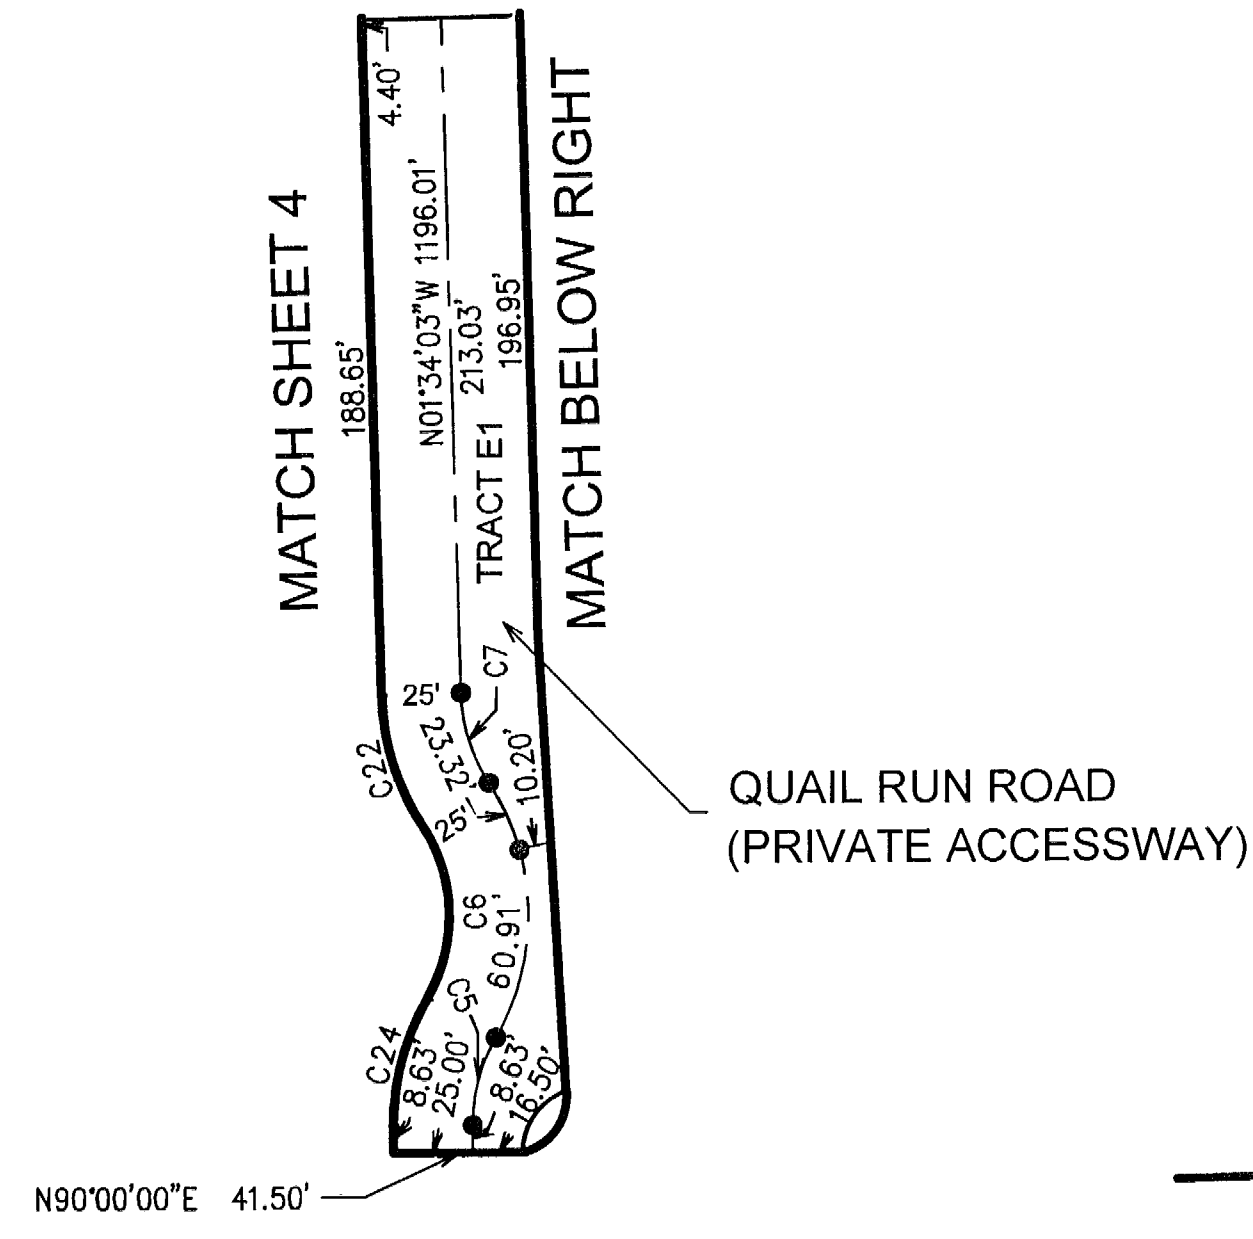 4.40'
MATCH SHEET 4
188.65'
N01°34'03"W 1196.01'
213.03'
TRACT E1
196.95'
MATCH BELOW RIGHT
25'
C7
C22
23.32'
25'
10.20'
QUAIL RUN ROAD
(PRIVATE ACCESSWAY)
C6
60.91'
C5
C24
8.63'
25.00'
8.63'
16.50'
N90°00'00"E 41.50'